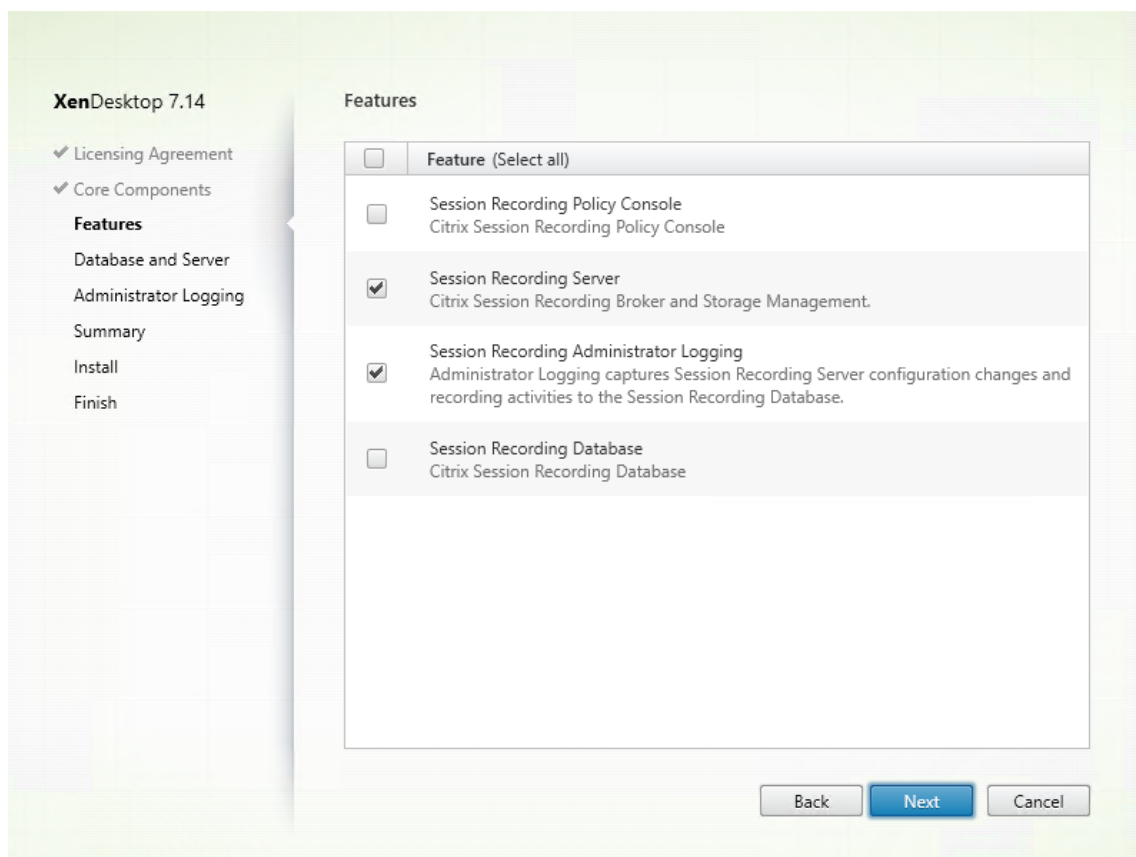 XenDesktop 7.14
Licensing Agreement
Core Components
Features
Database and Server
Administrator Logging
Summary
Install
Finish
Features
Feature (Select all)
Session Recording Policy Console
Citrix Session Recording Policy Console
Session Recording Server
Citrix Session Recording Broker and Storage Management.
Session Recording Administrator Logging
Administrator Logging captures Session Recording Server configuration changes and
recording activities to the Session Recording Database.
Session Recording Database
Citrix Session Recording Database
Back
Next
Cancel